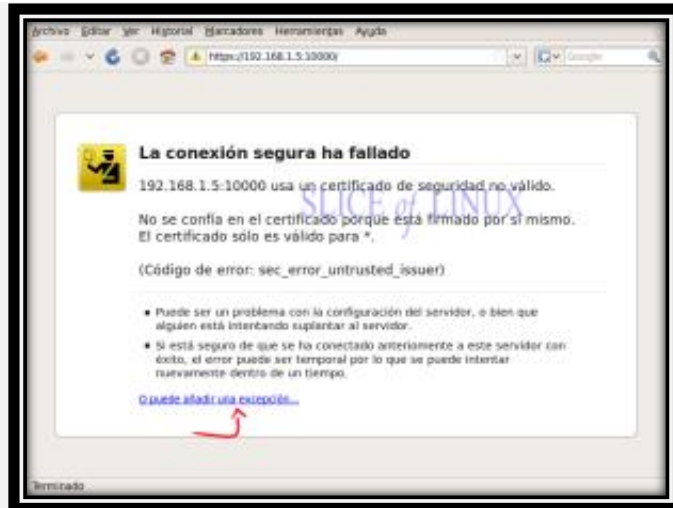 Archivo Editar Ver Historial Marcadores Herramientas Ayuda
https://192.168.1.5:10000/ Google
La conexión segura ha fallado
192.168.1.5:10000 usa un certificado de seguridad no válido.
SLICE of LINUX
No se confía en el certificado porque está firmado por sí mismo.
El certificado sólo es válido para *.
(Código de error: sec_error_untrusted_issuer)
• Puede ser un problema con la configuración del servidor, o bien que
alguien está intentando suplantar al servidor.
• Si está seguro de que se ha conectado anteriormente a este servidor con
éxito, el error puede ser temporal por lo que se puede intentar
nuevamente dentro de un tiempo.
O puede añadir una excepción...
Terminado